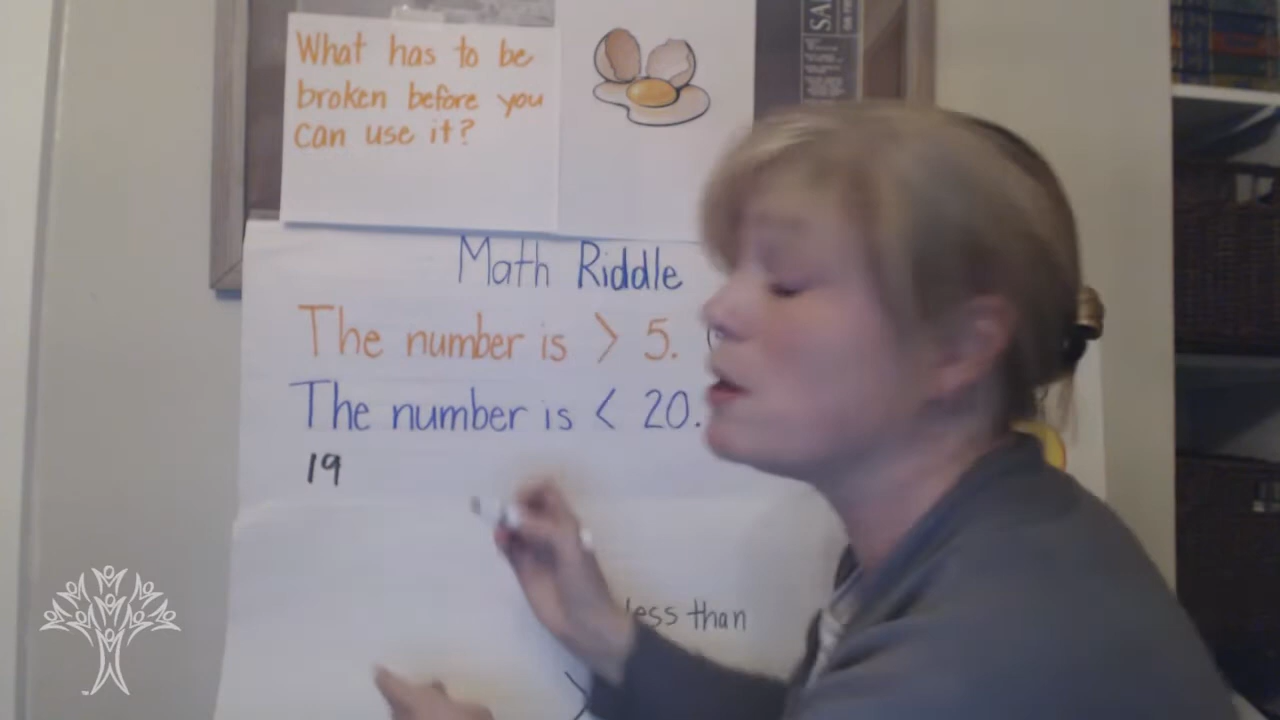 What has to be
broken before you
can use it?
Math Riddle
The number is > 5.
The number is < 20.
19
less than
>